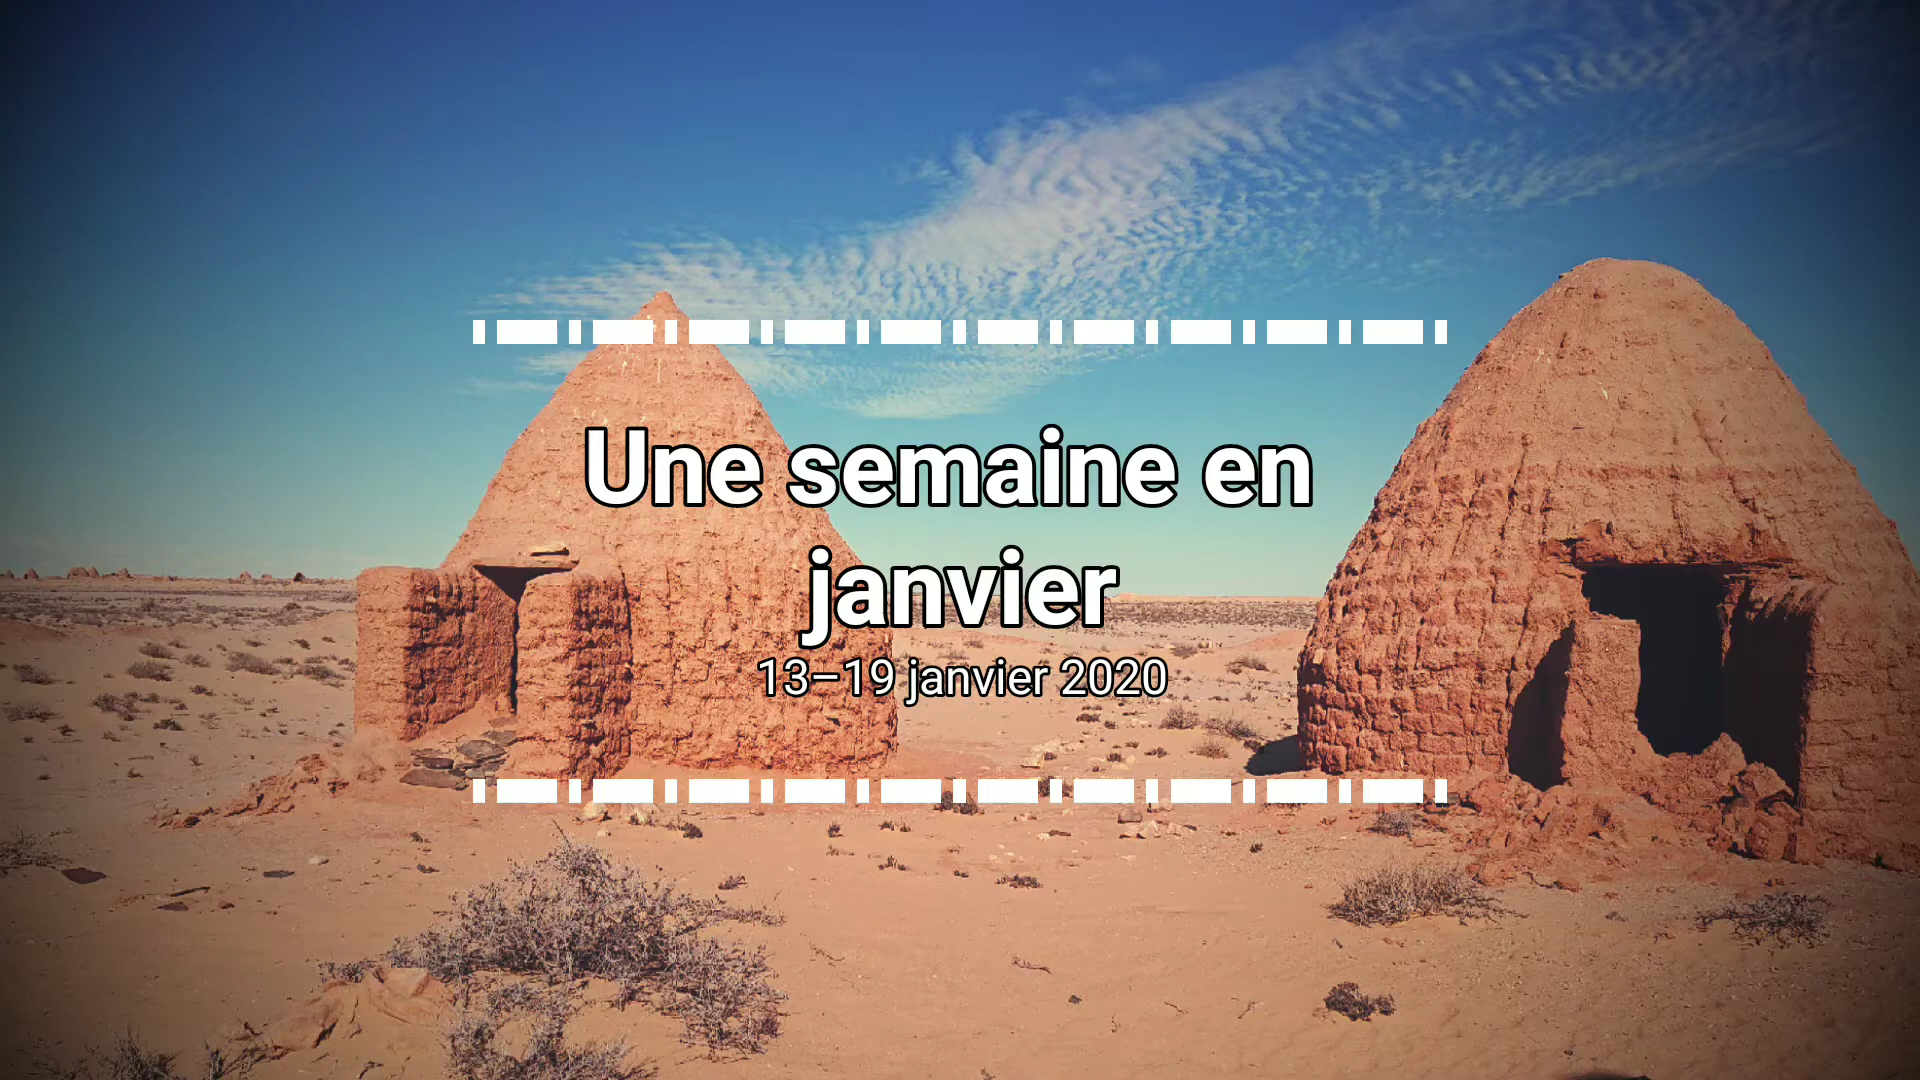 Une semaine en
janvier
13–19 janvier 2020